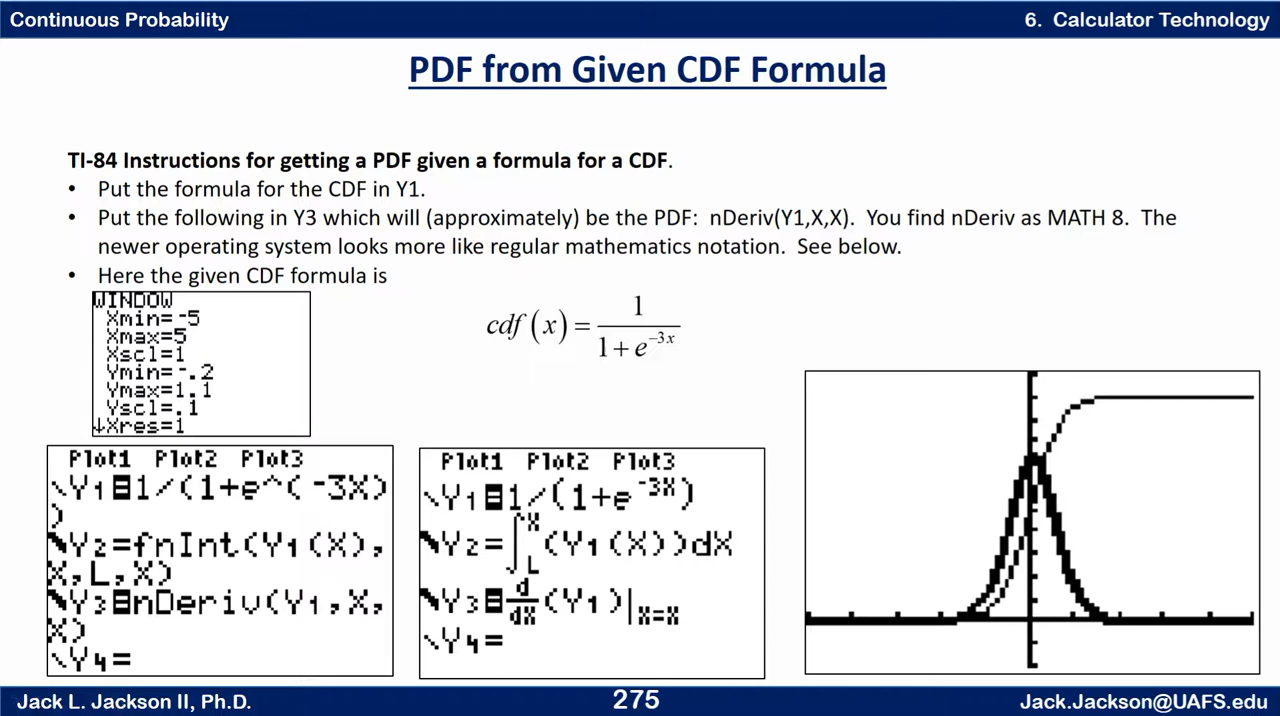 Continuous Probability
6. Calculator Technology
PDF from Given CDF Formula
TI-84 Instructions for getting a PDF given a formula for a CDF.
• Put the formula for the CDF in Y1.
• Put the following in Y3 which will (approximately) be the PDF: nDeriv(Y1,X,X). You find nDeriv as MATH 8. The
newer operating system looks more like regular mathematics notation. See below.
• Here the given CDF formula is
WINDOW
Xmin=-5
Xmax=5
Xscl=1
Ymin=-.2
Ymax=1.1
Yscl=.1
↓Xres=1
cdf (x) = 1 / (1 + e^(-3x))
Plot1 Plot2 Plot3
\Y1=1/(1+e^(-3X)
)
\Y2=fnInt(Y1(X),
X,L,X)
\Y3=nDeriv(Y1,X,
X)
\Y4=
Plot1 Plot2 Plot3
\Y1=1/(1+e^-3X)
\Y2=∫_L^X (Y1(X))dX
\Y3=d/dX(Y1)|X=X
\Y4=
Jack L. Jackson II, Ph.D.
275
Jack.Jackson@UAFS.edu